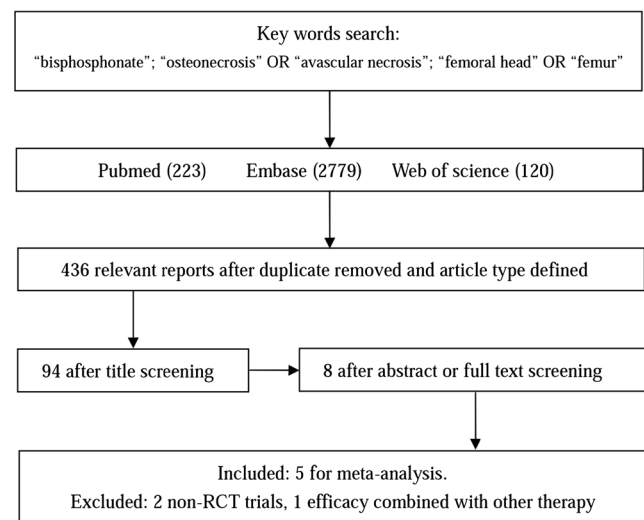 Key words search:
“bisphosphonate”; “osteonecrosis” OR “avascular necrosis”; “femoral head” OR “femur”
Pubmed (223) Embase (2779) Web of science (120)
436 relevant reports after duplicate removed and article type defined
94 after title screening
8 after abstract or full text screening
Included: 5 for meta-analysis.
Excluded: 2 non-RCT trials, 1 efficacy combined with other therapy